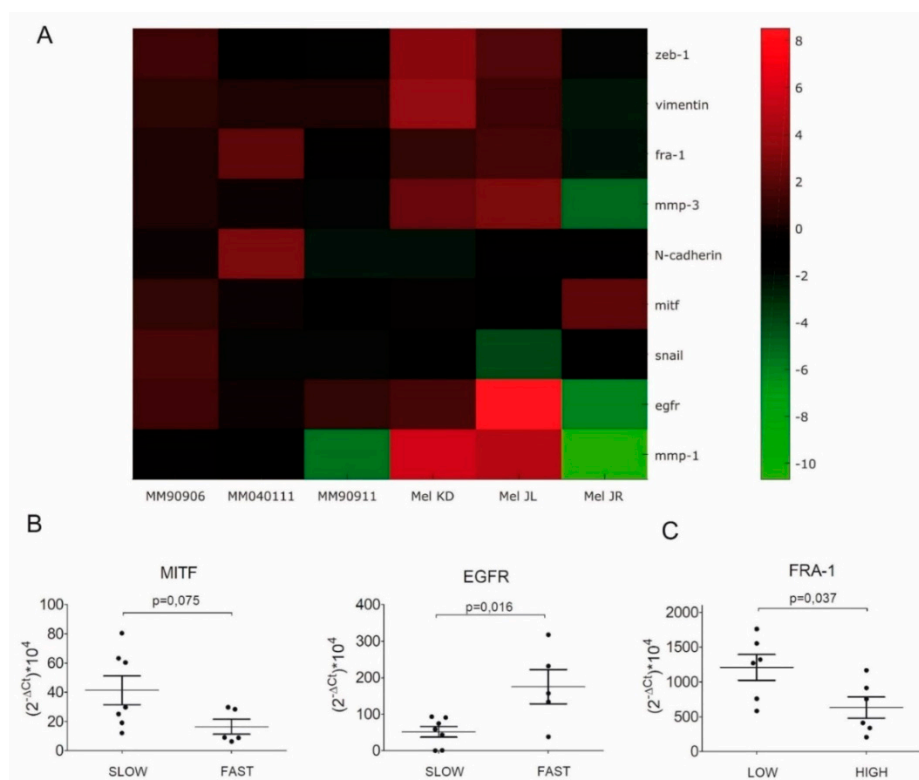 A
zeb-1
vimentin
fra-1
mmp-3
N-cadherin
mitf
snail
egfr
mmp-1
8
6
4
2
0
-2
-4
-6
-8
-10
MM90906 MM040111 MM90911 Mel KD Mel JL Mel JR
B
MITF
p=0,075
(2^-ΔCt)*10^4
100
80
60
40
20
0
SLOW FAST
EGFR
p=0,016
(2^-ΔCt)*10^4
400
300
200
100
0
SLOW FAST
C
FRA-1
p=0,037
(2^-ΔCt)*10^4
2000
1500
1000
500
0
LOW HIGH